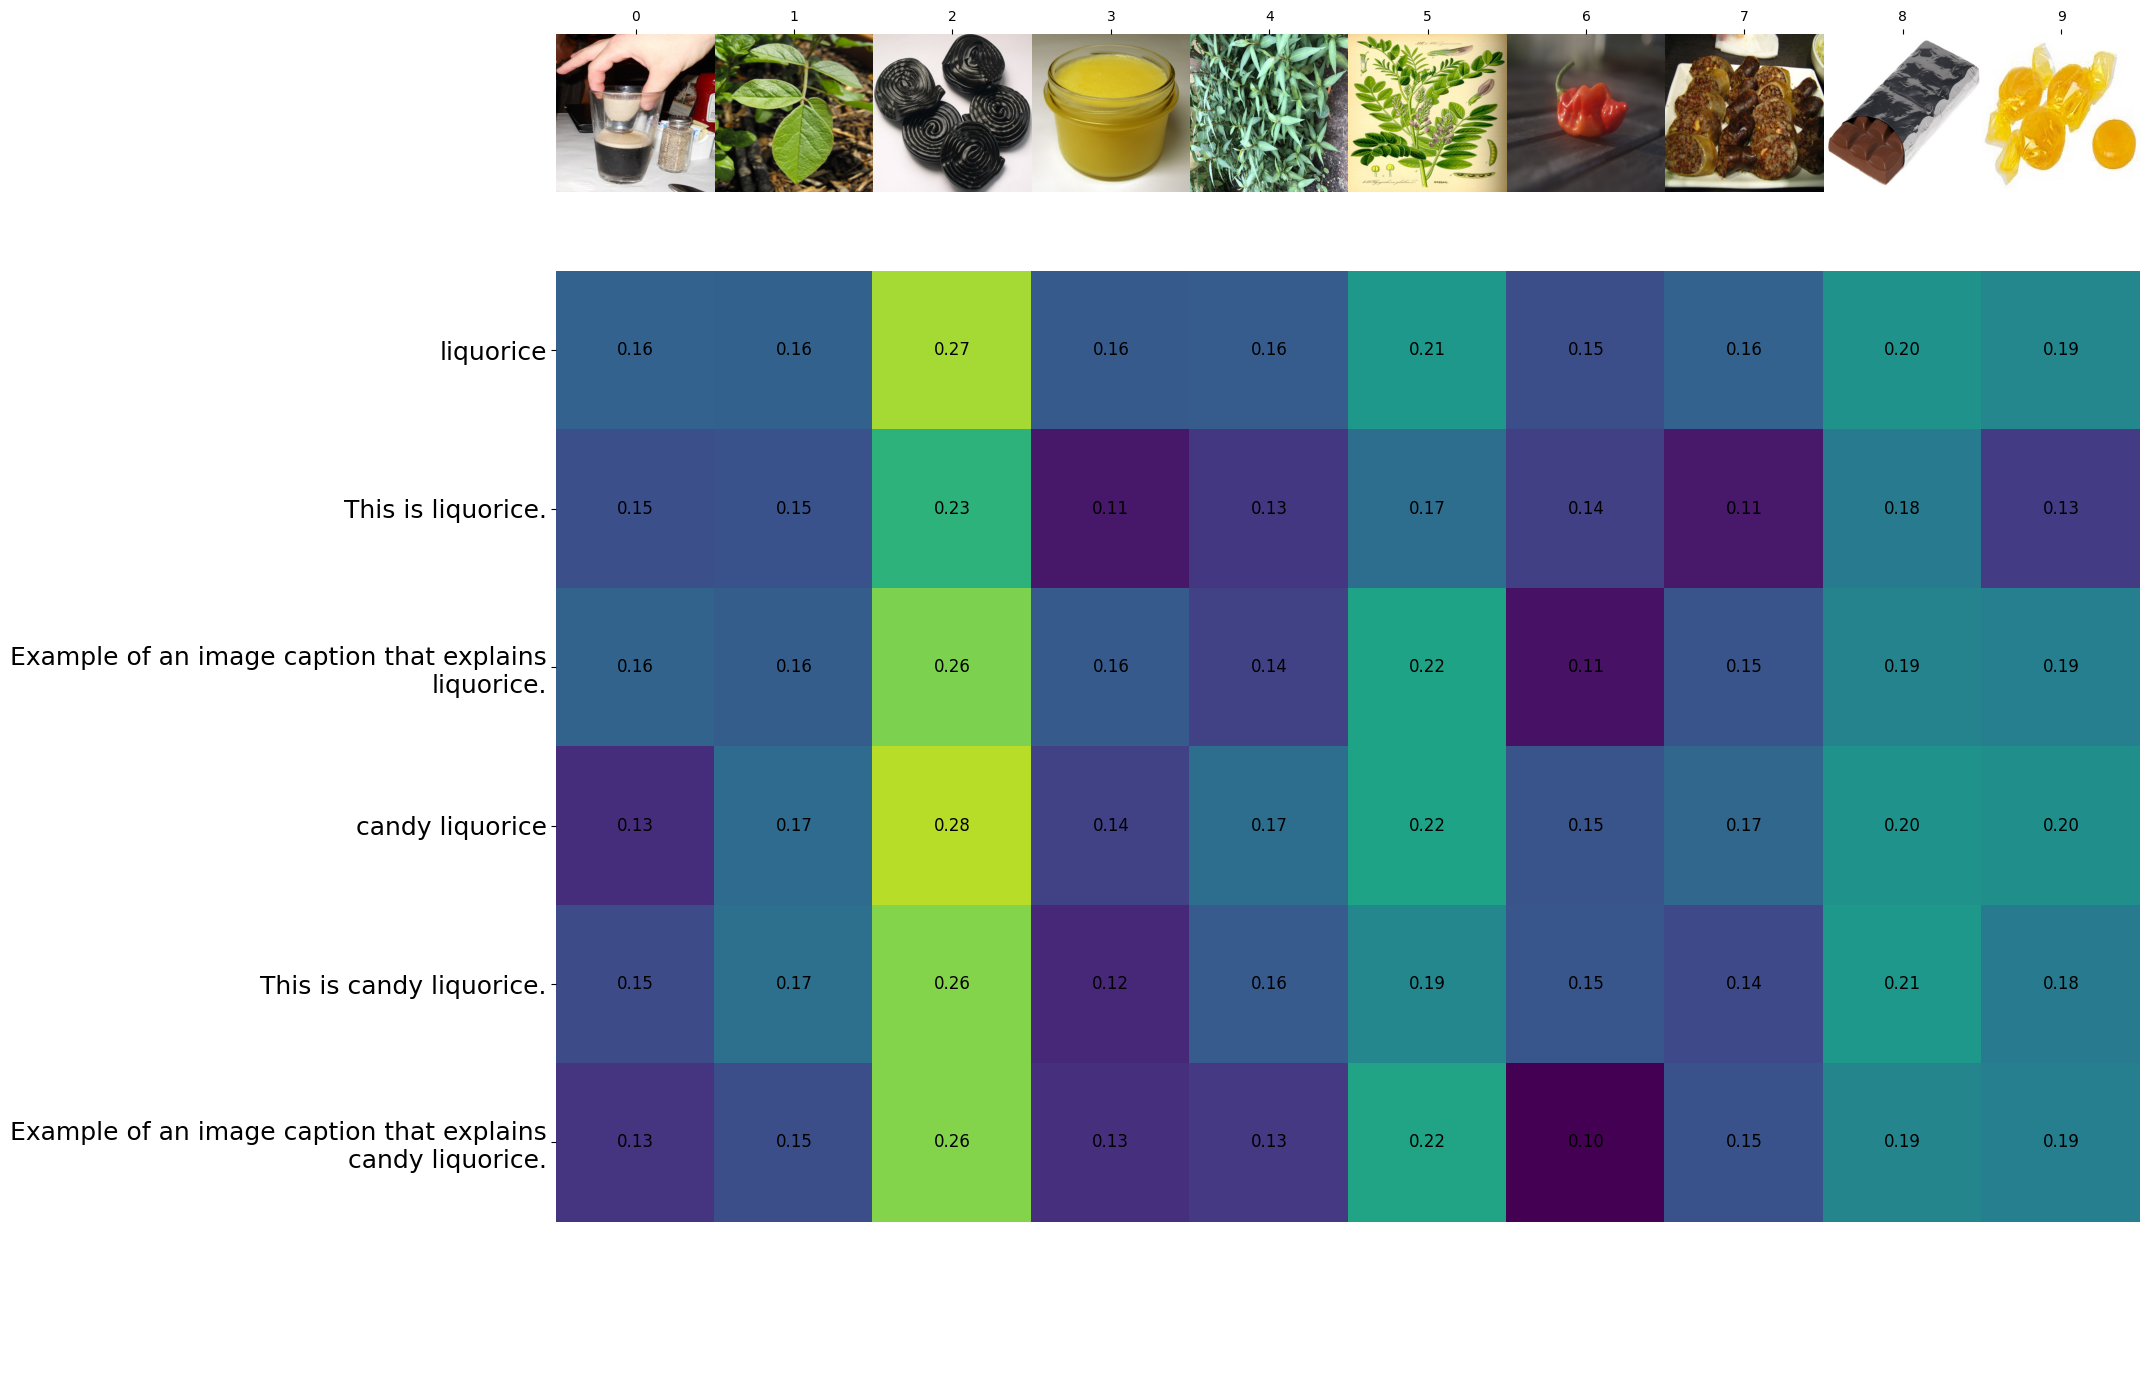 0 1 2 3 4 5 6 7 8 9
liquorice 0.16 0.16 0.27 0.16 0.16 0.21 0.15 0.16 0.20 0.19
This is liquorice. 0.15 0.15 0.23 0.11 0.13 0.17 0.14 0.11 0.18 0.13
Example of an image caption that explains
liquorice. 0.16 0.16 0.26 0.16 0.14 0.22 0.11 0.15 0.19 0.19
candy liquorice 0.13 0.17 0.28 0.14 0.17 0.22 0.15 0.17 0.20 0.20
This is candy liquorice. 0.15 0.17 0.26 0.12 0.16 0.19 0.15 0.14 0.21 0.18
Example of an image caption that explains
candy liquorice. 0.13 0.15 0.26 0.13 0.13 0.22 0.10 0.15 0.19 0.19